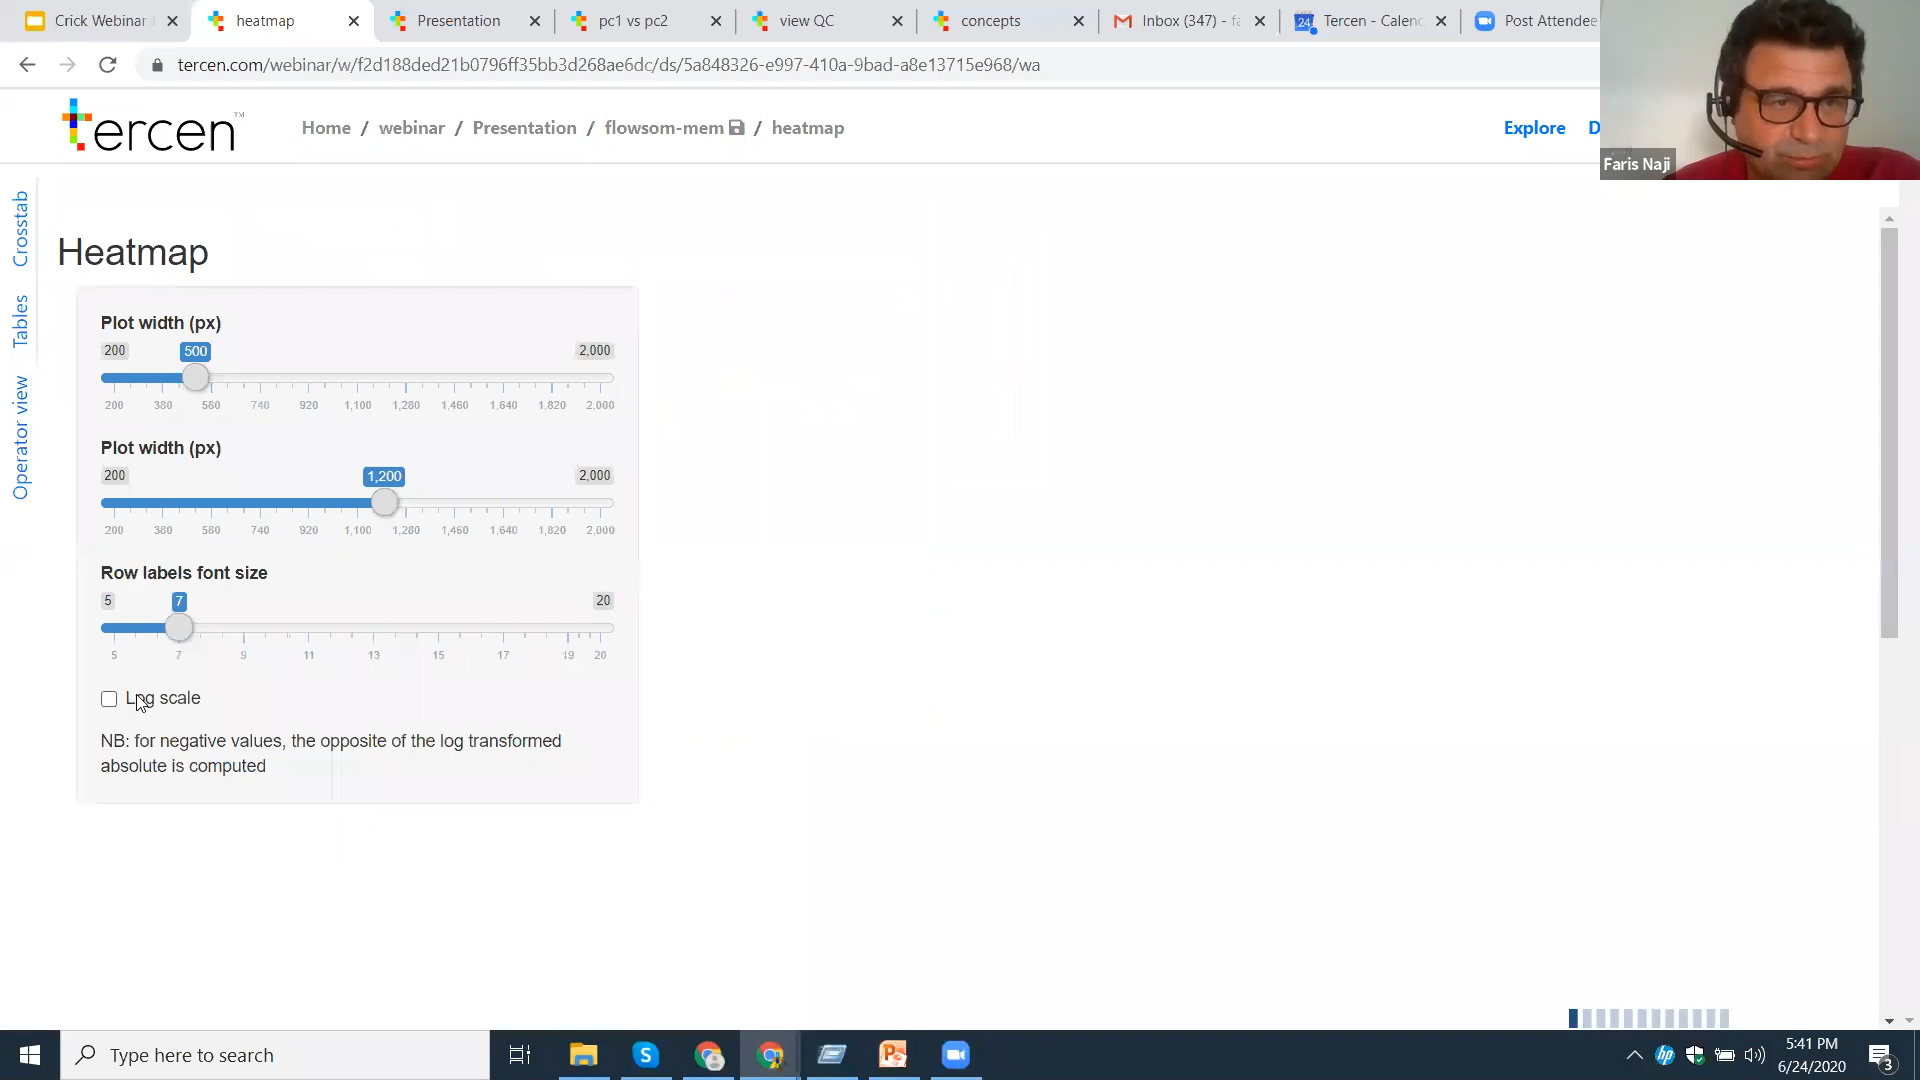 Crick Webinar
heatmap
Presentation
pc1 vs pc2
view QC
concepts
Inbox (347) - fa
24
Tercen - Calenc
Post Attendee
tercen.com/webinar/w/f2d188ded21b0796ff35bb3d268ae6dc/ds/5a848326-e997-410a-9bad-a8e13715e968/wa
tercen™
Home / webinar / Presentation / flowsom-mem / heatmap
Explore D
Faris Naji
Crosstab
Tables
Operator view
Heatmap
Plot width (px)
200 500 2,000
200 380 560 740 920 1,100 1,280 1,460 1,640 1,820 2,000
Plot width (px)
200 1,200 2,000
200 380 560 740 920 1,100 1,280 1,460 1,640 1,820 2,000
Row labels font size
5 7 20
5 7 9 11 13 15 17 19 20
Log scale
NB: for negative values, the opposite of the log transformed
absolute is computed
Type here to search
5:41 PM
6/24/2020
3